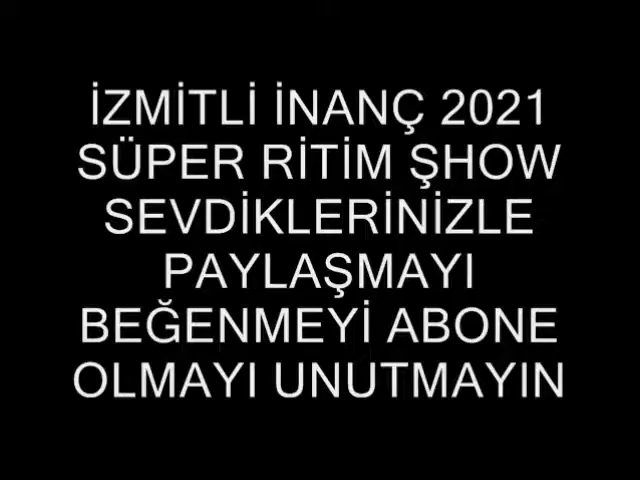 İZMİTLİ İNANÇ 2021
SÜPER RİTİM ŞHOW
SEVDİKLERİNİZLE
PAYLAŞMAYI
BEĞENMEYİ ABONE
OLMAYI UNUTMAYIN